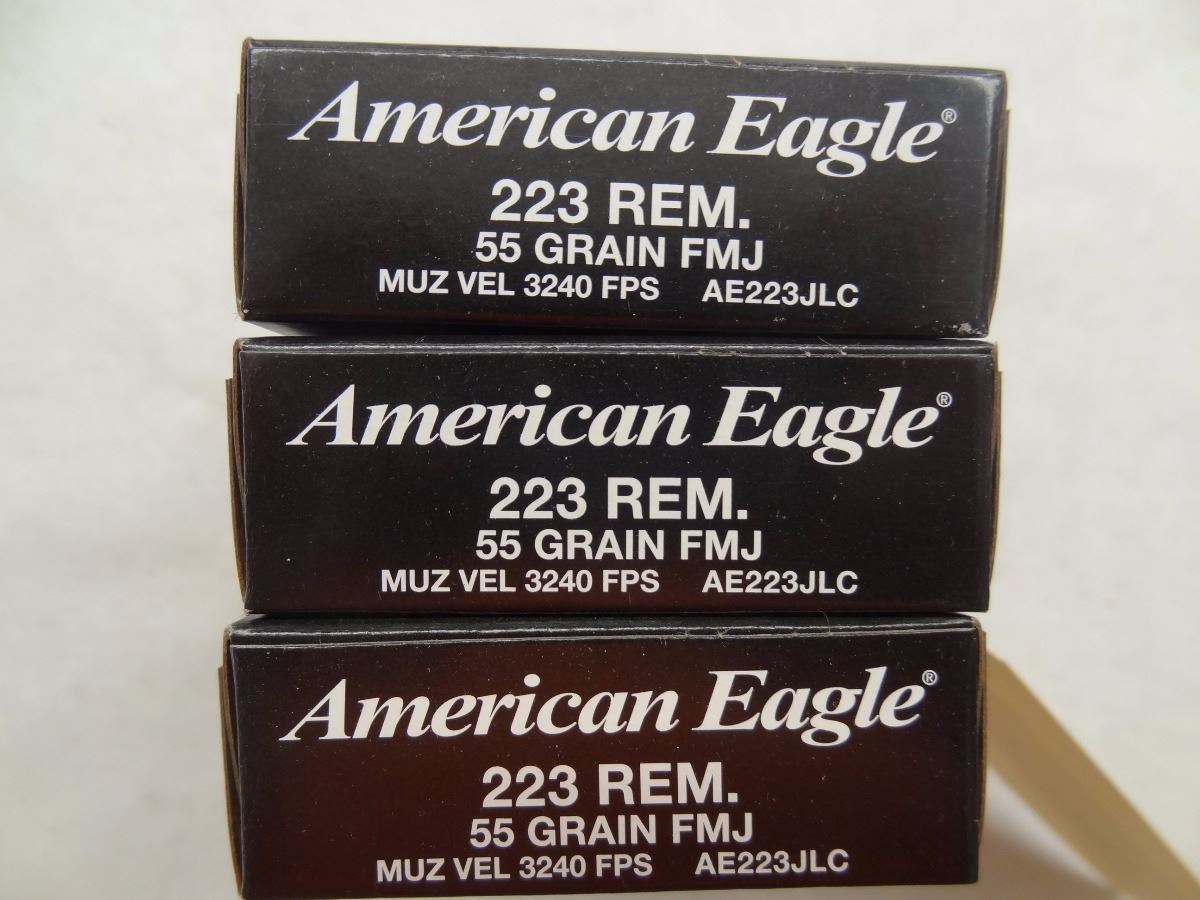 American Eagle®
223 REM.
55 GRAIN FMJ
MUZ VEL 3240 FPS AE223JLC
American Eagle®
223 REM.
55 GRAIN FMJ
MUZ VEL 3240 FPS AE223JLC
American Eagle®
223 REM.
55 GRAIN FMJ
MUZ VEL 3240 FPS AE223JLC